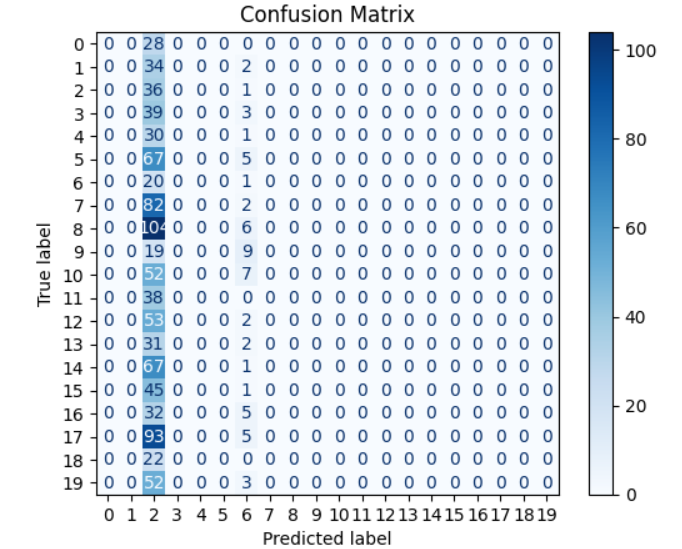 Confusion Matrix
0 0 0 28 0 0 0 0 0 0 0 0 0 0 0 0 0 0 0 0 0
1 0 0 34 0 0 0 2 0 0 0 0 0 0 0 0 0 0 0 0 0
2 0 0 36 0 0 0 1 0 0 0 0 0 0 0 0 0 0 0 0 0
3 0 0 39 0 0 0 3 0 0 0 0 0 0 0 0 0 0 0 0 0
4 0 0 30 0 0 0 1 0 0 0 0 0 0 0 0 0 0 0 0 0
5 0 0 67 0 0 0 5 0 0 0 0 0 0 0 0 0 0 0 0 0
6 0 0 20 0 0 0 1 0 0 0 0 0 0 0 0 0 0 0 0 0
7 0 0 82 0 0 0 2 0 0 0 0 0 0 0 0 0 0 0 0 0
8 0 0 104 0 0 0 6 0 0 0 0 0 0 0 0 0 0 0 0 0
9 0 0 19 0 0 0 9 0 0 0 0 0 0 0 0 0 0 0 0 0
10 0 0 52 0 0 0 7 0 0 0 0 0 0 0 0 0 0 0 0 0
11 0 0 38 0 0 0 0 0 0 0 0 0 0 0 0 0 0 0 0 0
12 0 0 53 0 0 0 2 0 0 0 0 0 0 0 0 0 0 0 0 0
13 0 0 31 0 0 0 2 0 0 0 0 0 0 0 0 0 0 0 0 0
14 0 0 67 0 0 0 1 0 0 0 0 0 0 0 0 0 0 0 0 0
15 0 0 45 0 0 0 1 0 0 0 0 0 0 0 0 0 0 0 0 0
16 0 0 32 0 0 0 5 0 0 0 0 0 0 0 0 0 0 0 0 0
17 0 0 93 0 0 0 5 0 0 0 0 0 0 0 0 0 0 0 0 0
18 0 0 22 0 0 0 0 0 0 0 0 0 0 0 0 0 0 0 0 0
19 0 0 52 0 0 0 3 0 0 0 0 0 0 0 0 0 0 0 0 0
0 1 2 3 4 5 6 7 8 9 10 11 12 13 14 15 16 17 18 19
Predicted label
True label
100
80
60
40
20
0